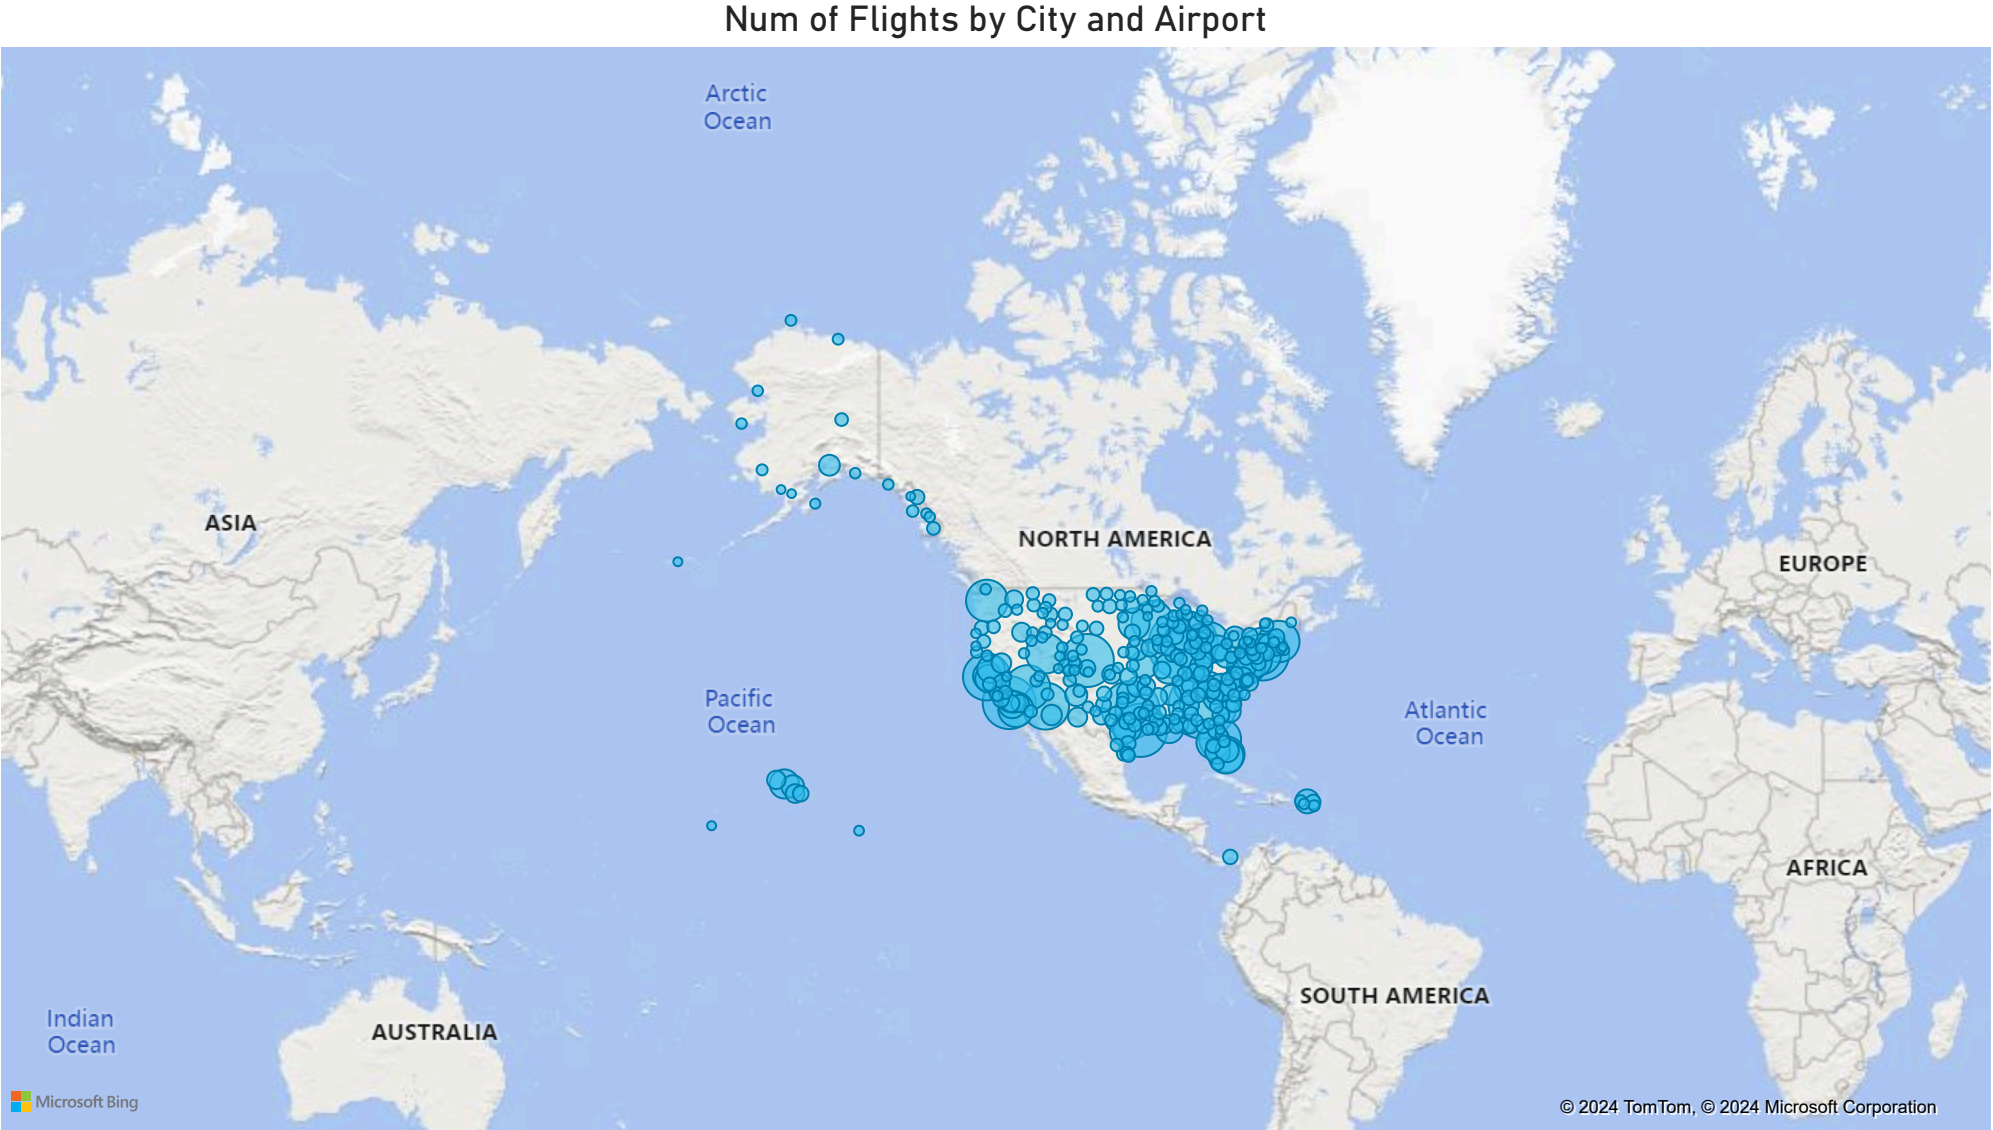 Num of Flights by City and Airport
Arctic
Ocean
ASIA
NORTH AMERICA
EUROPE
Pacific
Ocean
Atlantic
Ocean
AFRICA
SOUTH AMERICA
Indian
Ocean
AUSTRALIA
Microsoft Bing
© 2024 TomTom, © 2024 Microsoft Corporation